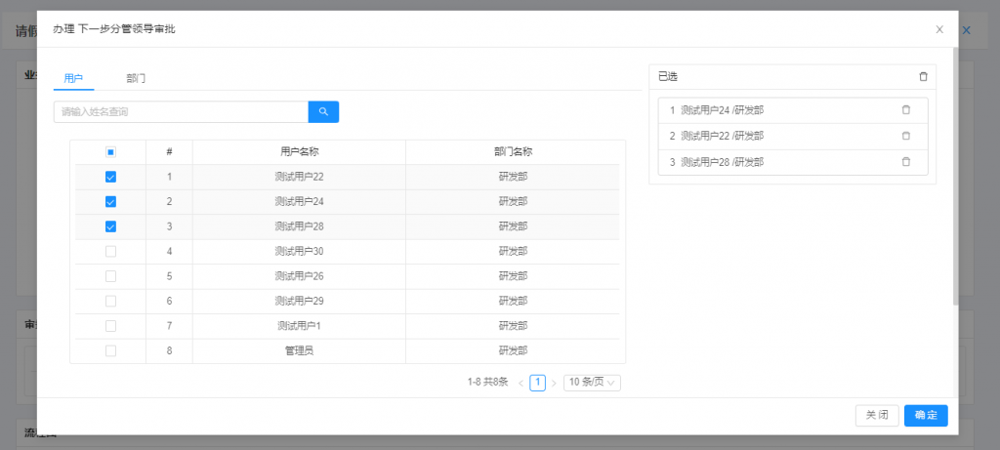 请假
办理 下一步分管领导审批
业
用户
部门
请输入姓名查询
# 用户名称 部门名称
1 测试用户22 研发部
2 测试用户24 研发部
3 测试用户28 研发部
4 测试用户30 研发部
5 测试用户26 研发部
6 测试用户29 研发部
7 测试用户1 研发部
8 管理员 研发部
1-8 共8条
1
10 条/页
已选
1 测试用户24 /研发部
2 测试用户22 /研发部
3 测试用户28 /研发部
审
关 闭
确 定